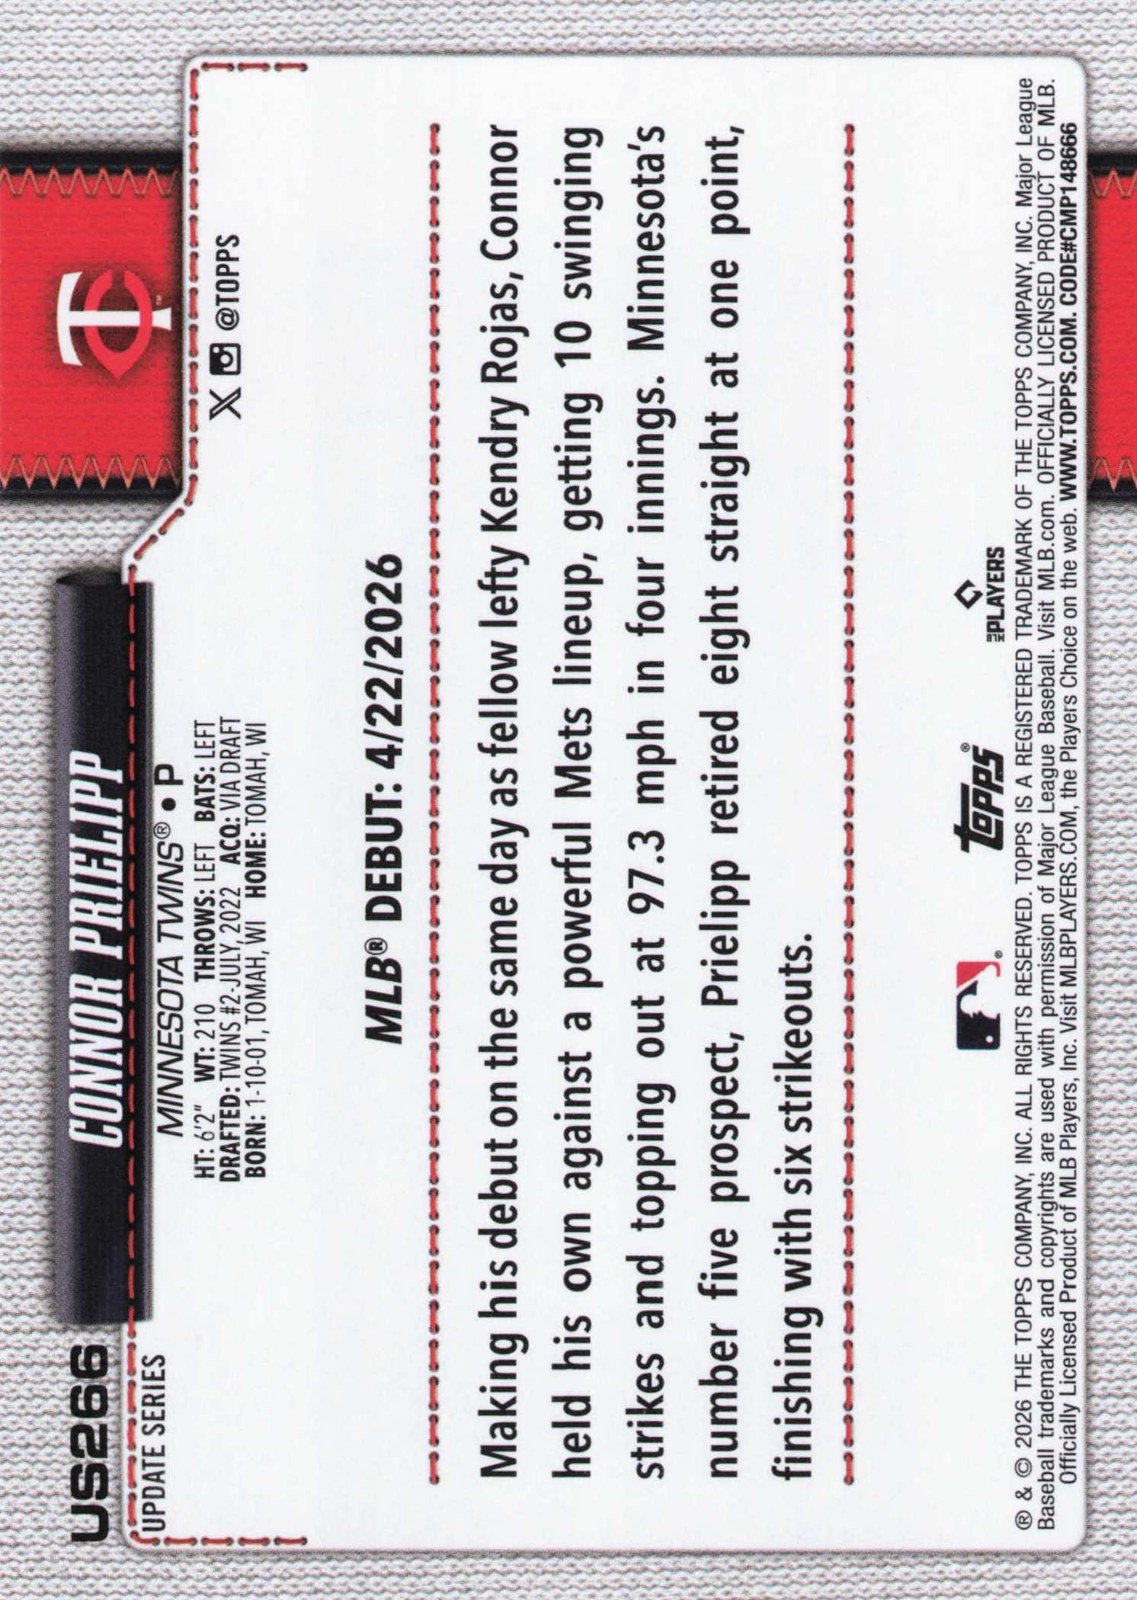 US266
CONNOR PRIELIPP
UPDATE SERIES
MINNESOTA TWINS® • P
HT: 6'2" WT: 210 THROWS: LEFT BATS: LEFT
DRAFTED: TWINS #2-JULY, 2022 ACQ: VIA DRAFT
BORN: 1-10-01, TOMAH, WI HOME: TOMAH, WI
TC™
X @TOPPS
MLB® DEBUT: 4/22/2026
Making his debut on the same day as fellow lefty Kendry Rojas, Connor
held his own against a powerful Mets lineup, getting 10 swinging
strikes and topping out at 97.3 mph in four innings. Minnesota's
number five prospect, Prielipp retired eight straight at one point,
finishing with six strikeouts.
topps®
MLB PLAYERS
® & © 2026 THE TOPPS COMPANY, INC. ALL RIGHTS RESERVED. TOPPS IS A REGISTERED TRADEMARK OF THE TOPPS COMPANY, INC. Major League
Baseball trademarks and copyrights are used with permission of Major League Baseball. Visit MLB.com. OFFICIALLY LICENSED PRODUCT OF MLB.
Officially Licensed Product of MLB Players, Inc. Visit MLBPLAYERS.COM, the Players Choice on the web. WWW.TOPPS.COM. CODE#CMP148666